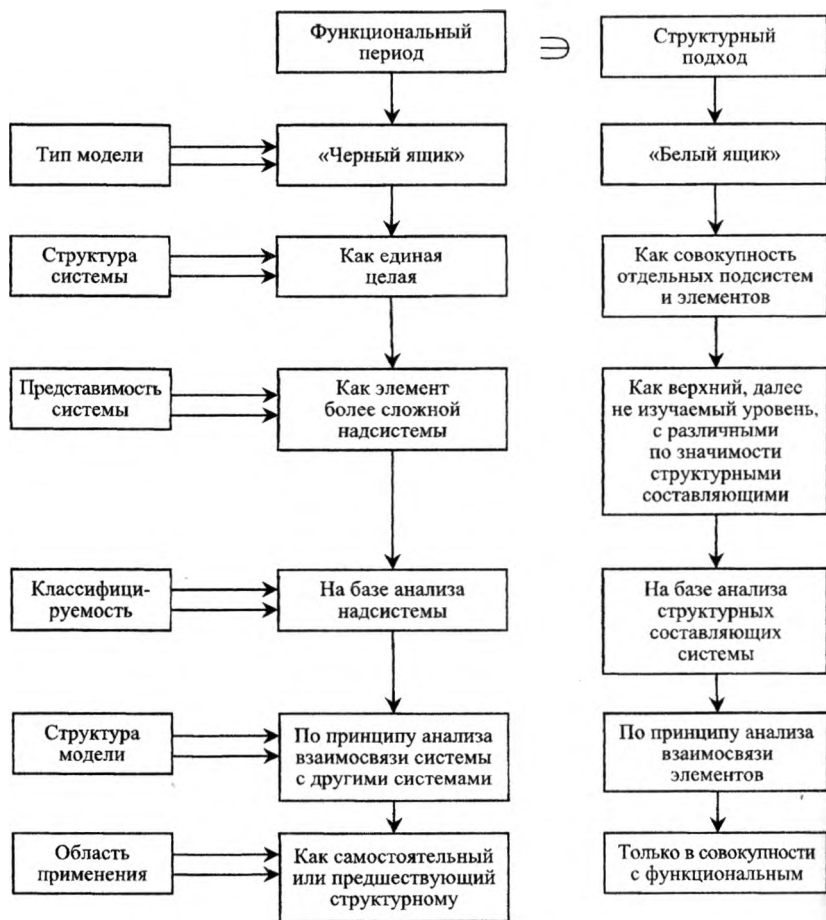 Функциональный
период
∋
Структурный
подход
Тип модели
«Черный ящик»
«Белый ящик»
Структура
системы
Как единая
целая
Как совокупность
отдельных подсистем
и элементов
Представимость
системы
Как элемент
более сложной
надсистемы
Как верхний, далее
не изучаемый уровень,
с различными
по значимости
структурными
составляющими
Классифици-
руемость
На базе анализа
надсистемы
На базе анализа
структурных
составляющих
системы
Структура
модели
По принципу анализа
взаимосвязи системы
с другими системами
По принципу анализа
взаимосвязи
элементов
Область
применения
Как самостоятельный
или предшествующий
структурному
Только в совокупности
с функциональным